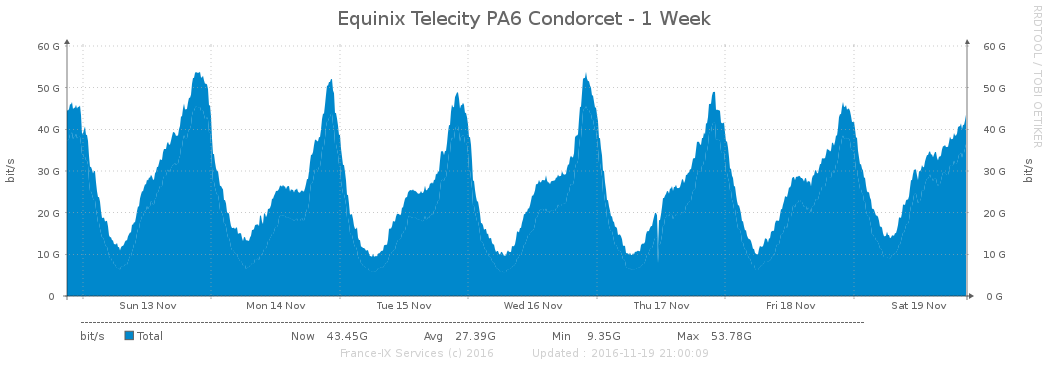 Equinix Telecity PA6 Condorcet - 1 Week
RRDTOOL / TOBI OETIKER
bit/s
60 G
50 G
40 G
30 G
20 G
10 G
0
60 G
50 G
40 G
30 G
20 G
10 G
0 G
bit/s
Sun 13 Nov Mon 14 Nov Tue 15 Nov Wed 16 Nov Thu 17 Nov Fri 18 Nov Sat 19 Nov
bit/s Total Now 43.45G Avg 27.39G Min 9.35G Max 53.78G
France-IX Services (c) 2016 Updated : 2016-11-19 21:00:09